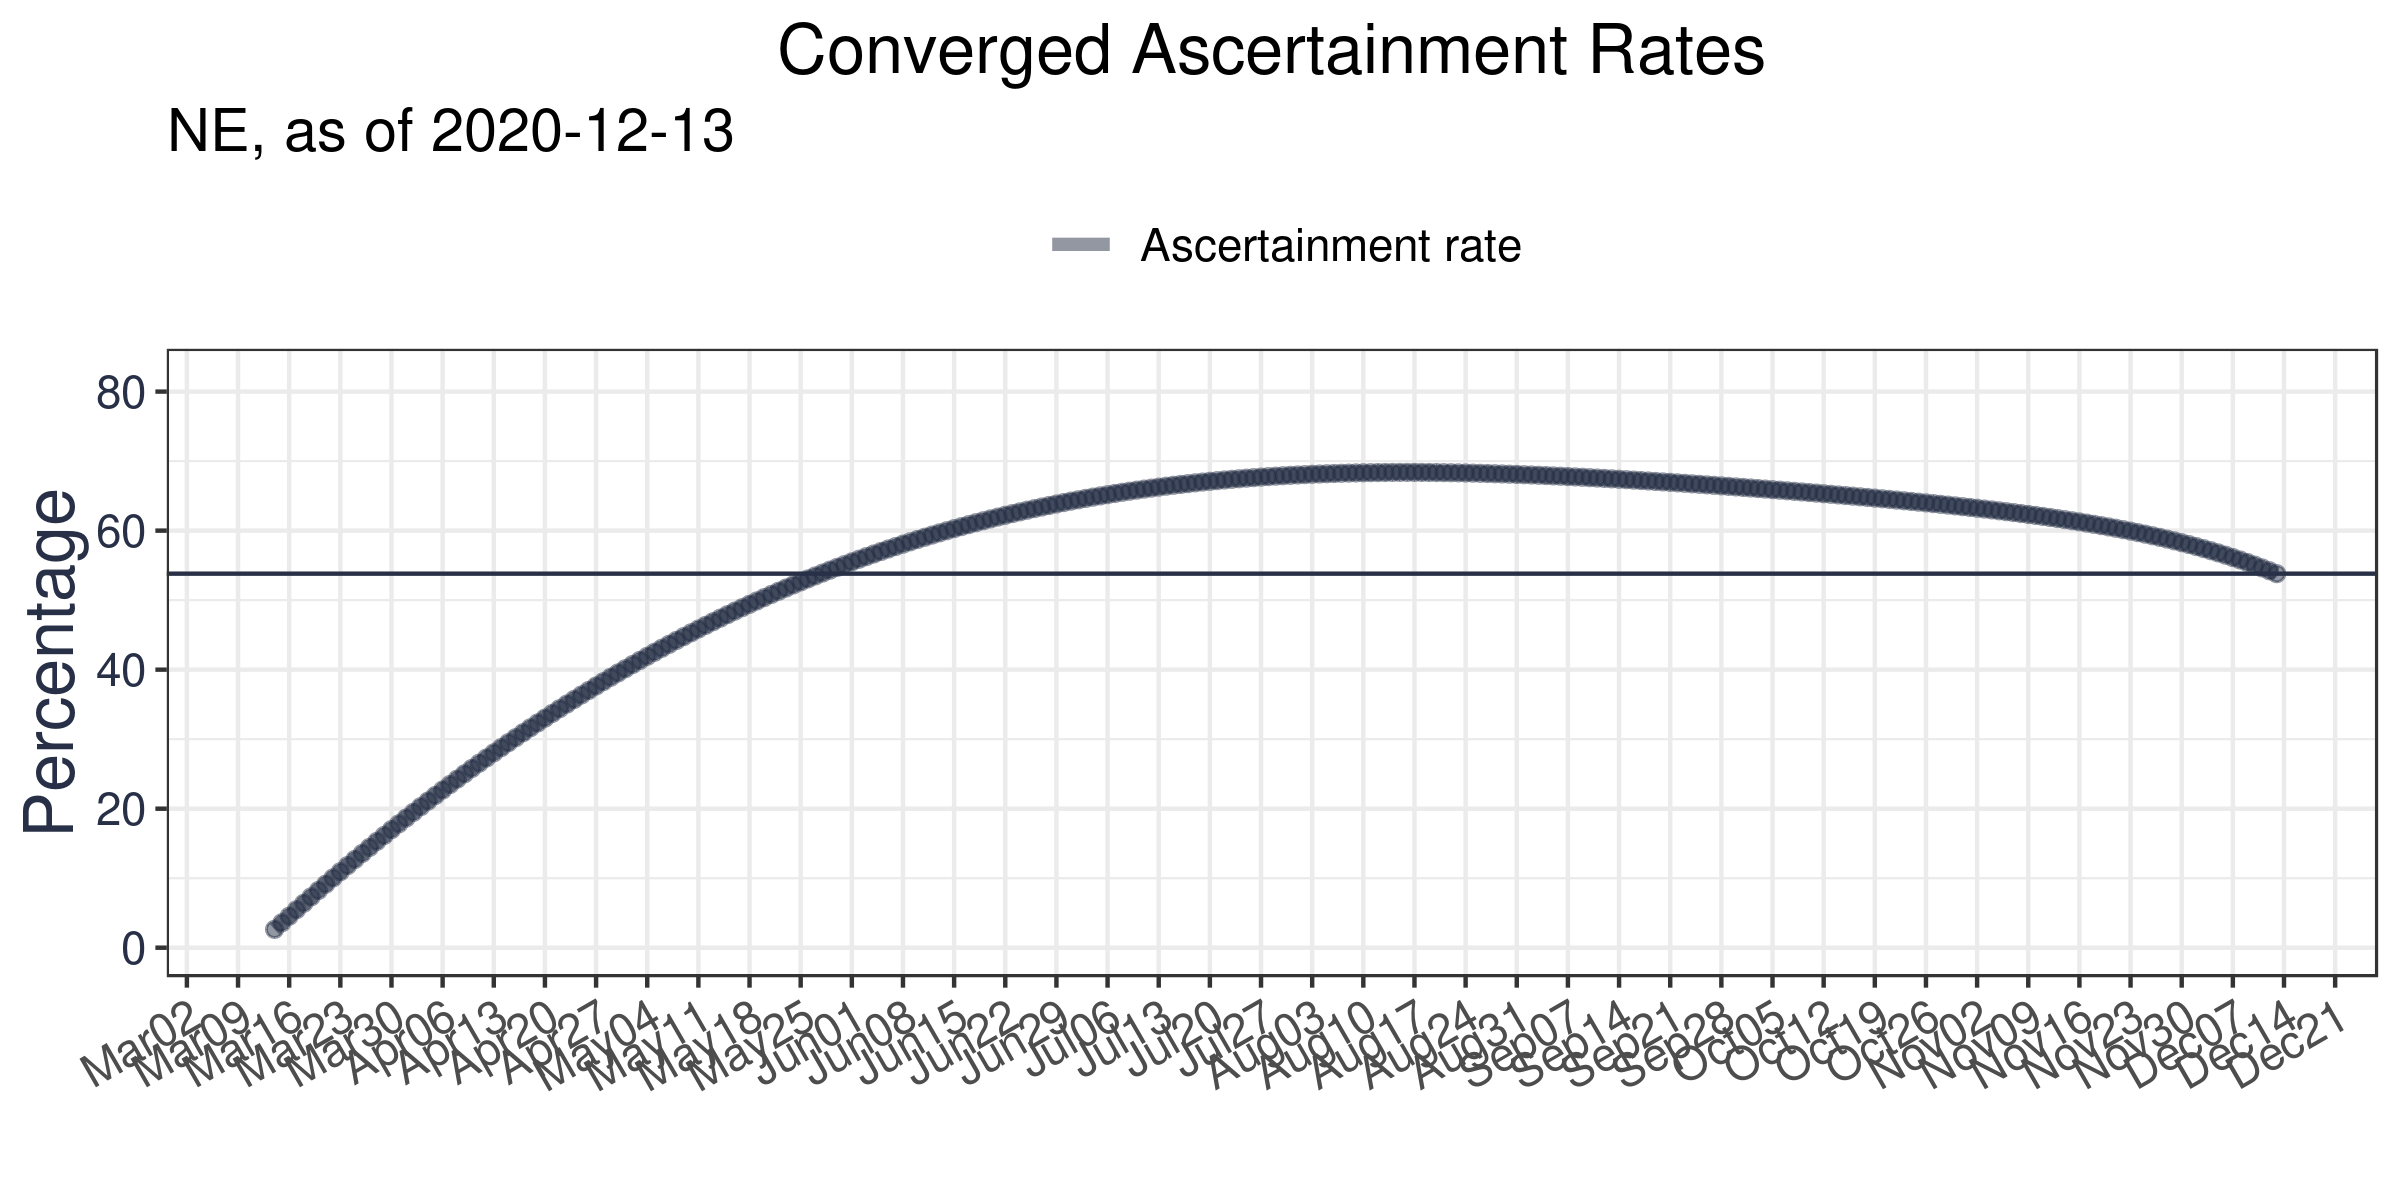 Converged Ascertainment Rates
NE, as of 2020-12-13
Ascertainment rate
Percentage
80
60
40
20
0
Mar02
Mar09
Mar16
Mar23
Mar30
Apr06
Apr13
Apr20
Apr27
May04
May11
May18
May25
Jun01
Jun08
Jun15
Jun22
Jun29
Jul06
Jul13
Jul20
Jul27
Aug03
Aug10
Aug17
Aug24
Aug31
Sep07
Sep14
Sep21
Sep28
Oct05
Oct12
Oct19
Oct26
Nov02
Nov09
Nov16
Nov23
Nov30
Dec07
Dec14
Dec21